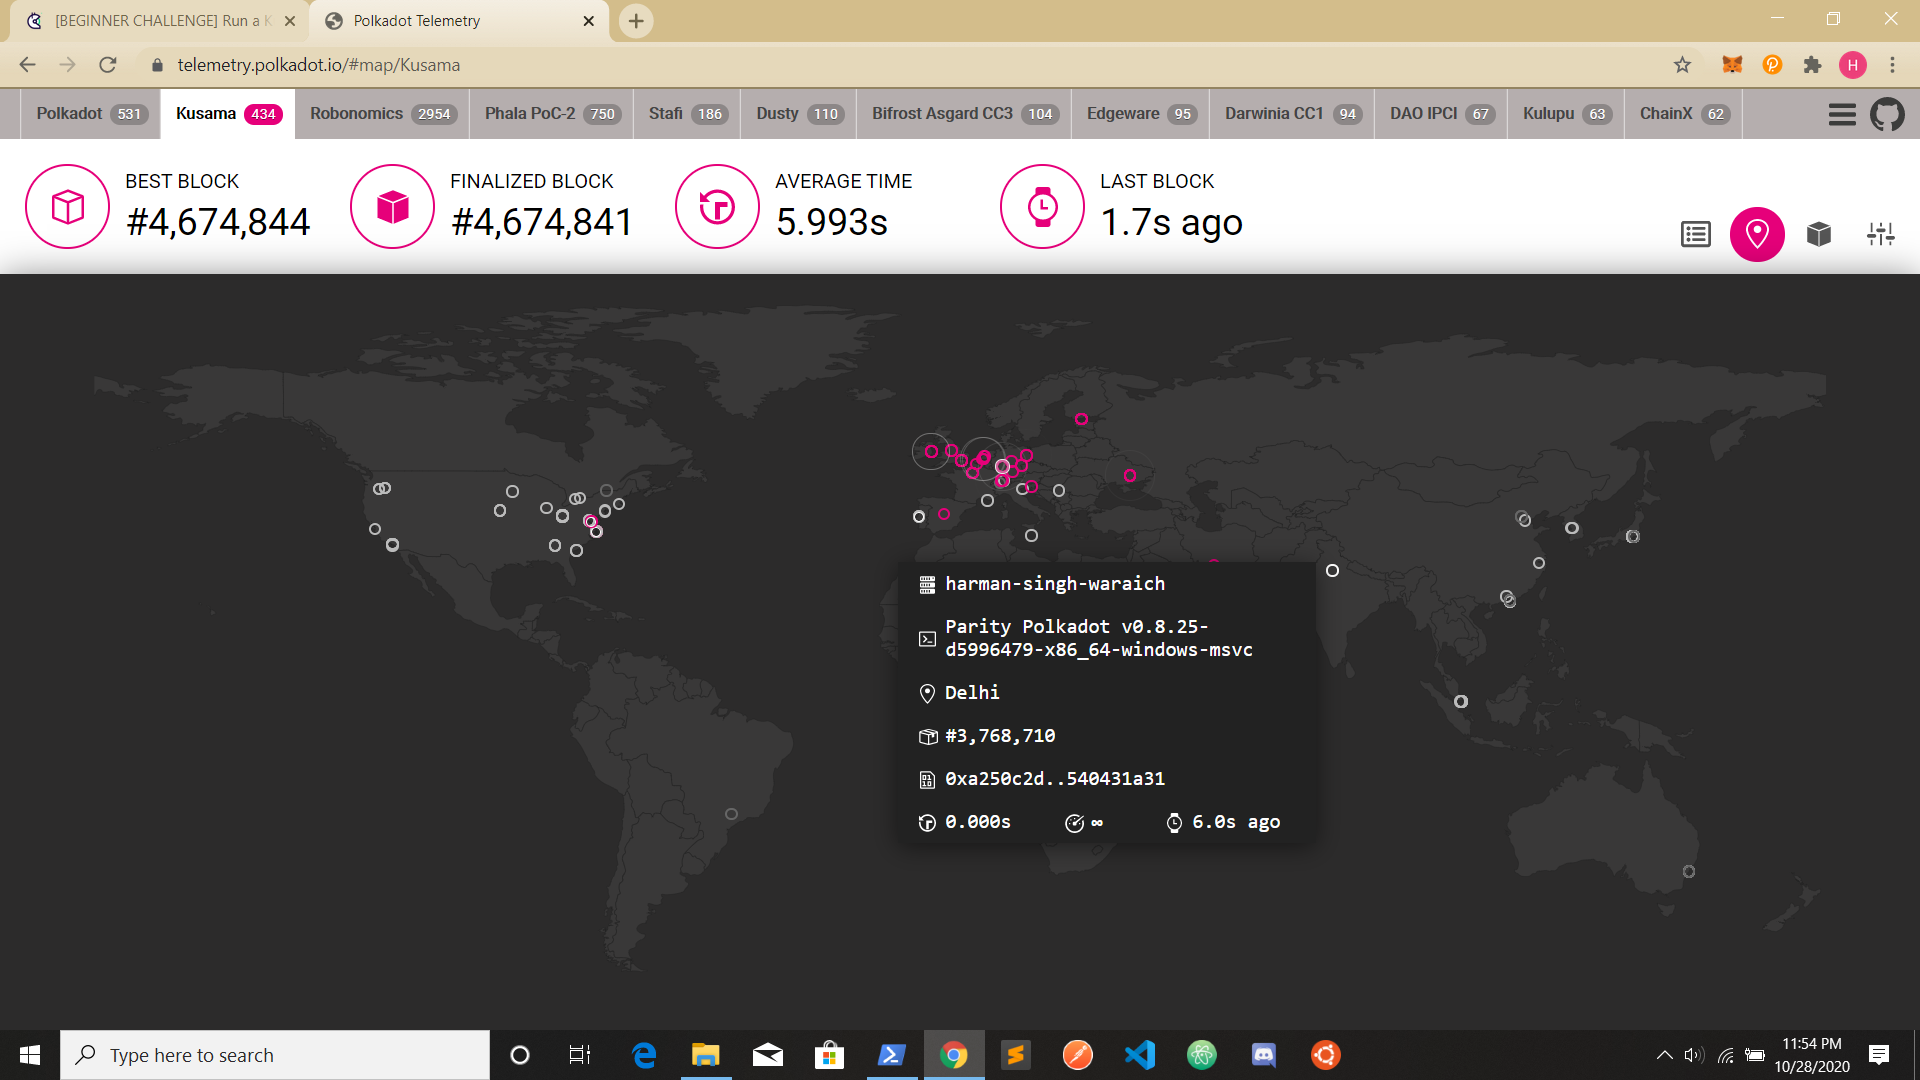 [BEGINNER CHALLENGE] Run a K
Polkadot Telemetry
telemetry.polkadot.io/#map/Kusama
H
Polkadot 531
Kusama 434
Robonomics 2954
Phala PoC-2 750
Stafi 186
Dusty 110
Bifrost Asgard CC3 104
Edgeware 95
Darwinia CC1 94
DAO IPCI 67
Kulupu 63
ChainX 62
BEST BLOCK
#4,674,844
FINALIZED BLOCK
#4,674,841
AVERAGE TIME
5.993s
LAST BLOCK
1.7s ago
harman-singh-waraich
Parity Polkadot v0.8.25-
d5996479-x86_64-windows-msvc
Delhi
#3,768,710
0xa250c2d..540431a31
0.000s ∞ 6.0s ago
Type here to search
11:54 PM
10/28/2020